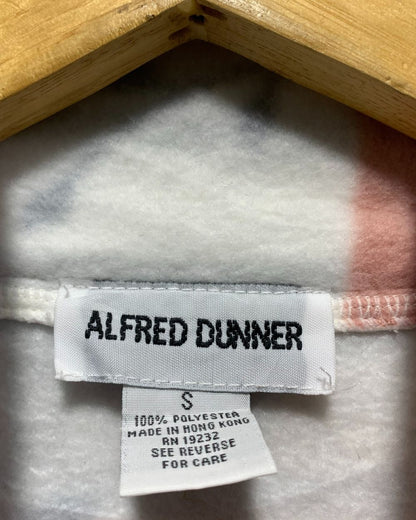 ALFRED DUNNER
S
100% POLYESTER
MADE IN HONG KONG
RN 19232
SEE REVERSE
FOR CARE